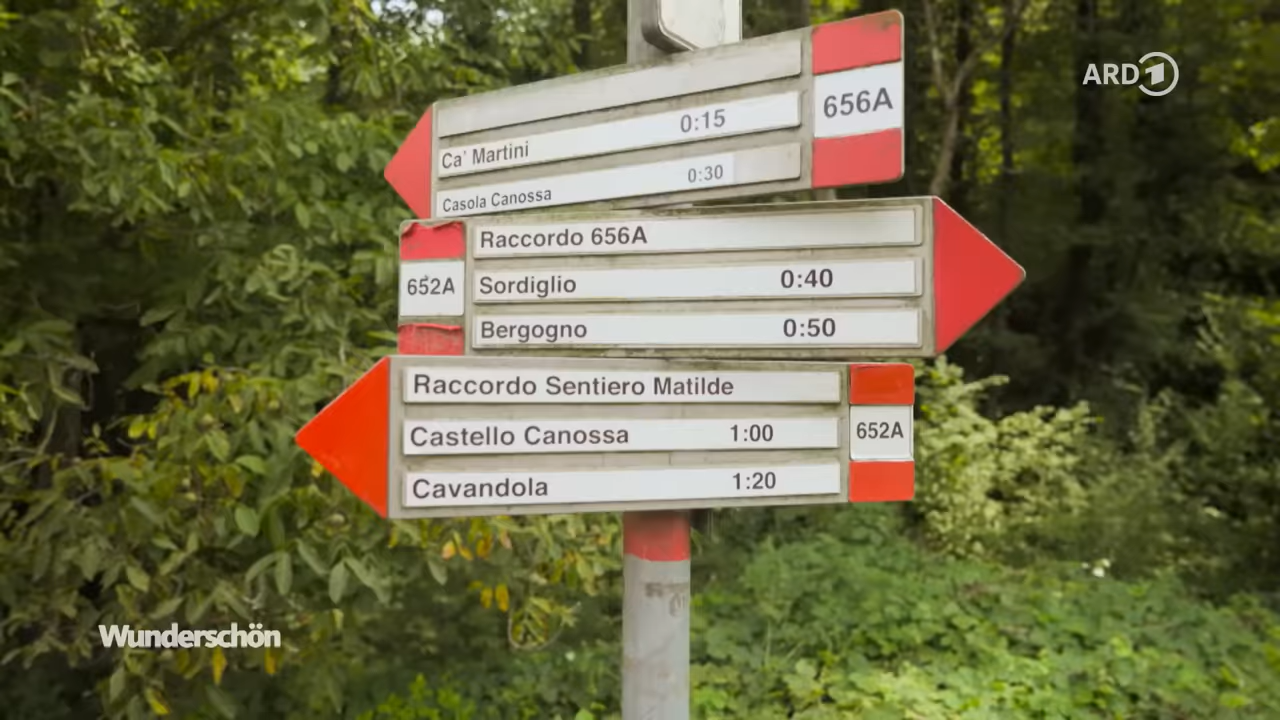 ARD 1
656A
Ca' Martini 0:15
Casola Canossa 0:30
652A
Raccordo 656A
Sordiglio 0:40
Bergogno 0:50
Raccordo Sentiero Matilde
Castello Canossa 1:00
Cavandola 1:20
652A
Wunderschön